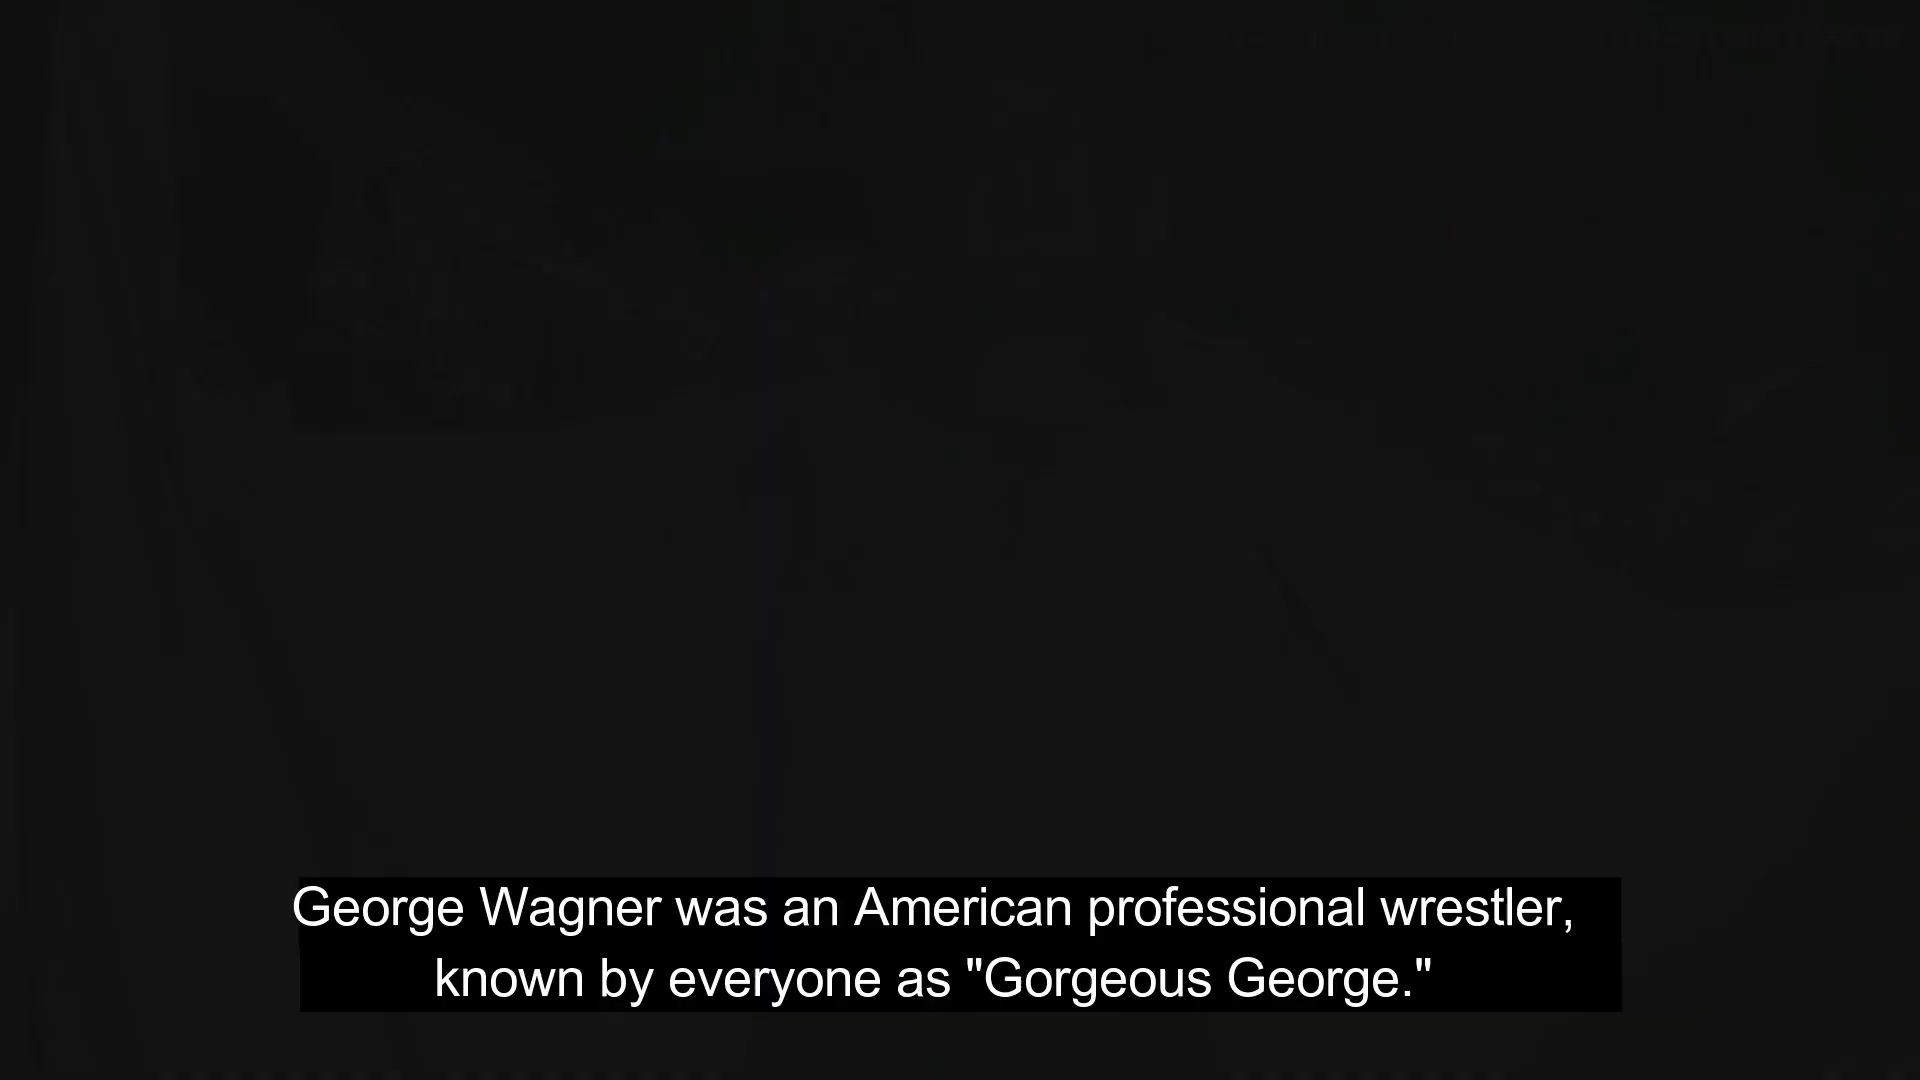 George Wagner was an American professional wrestler,
known by everyone as "Gorgeous George."